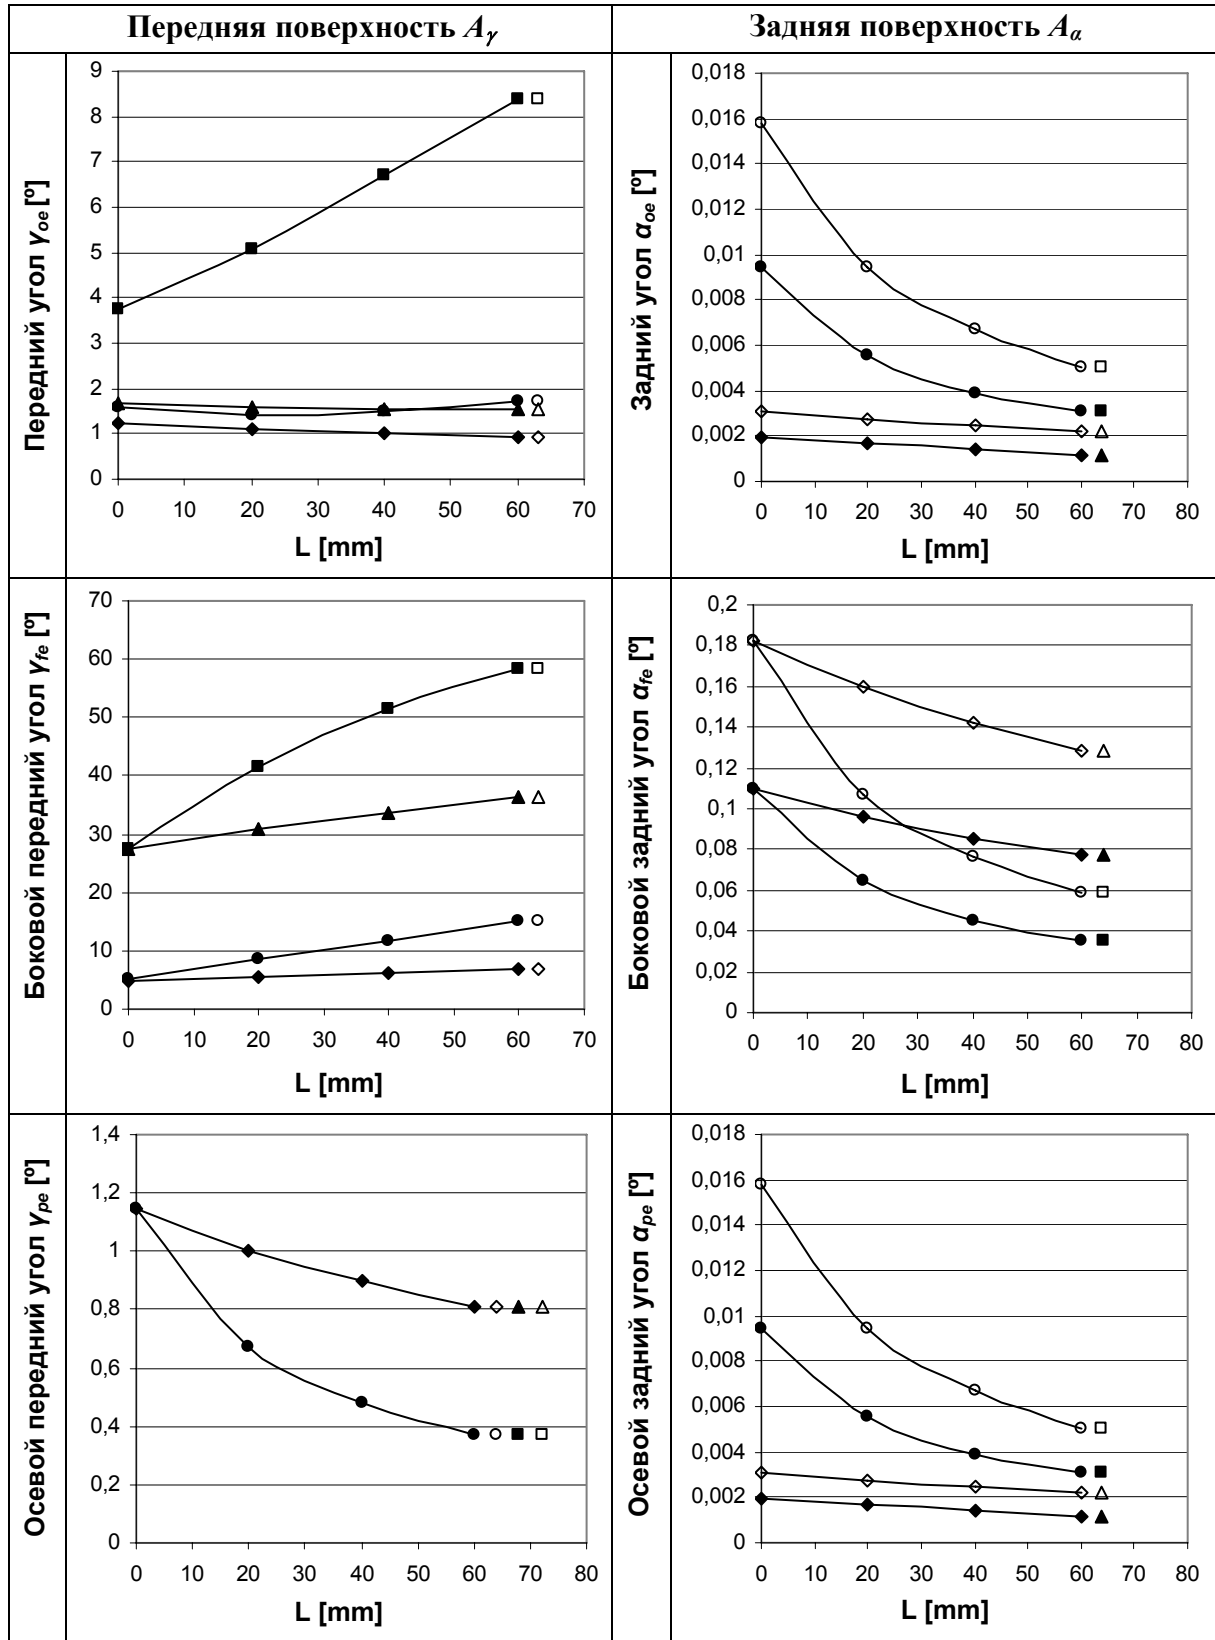 Передняя поверхность Aγ
Задняя поверхность Aα
Передний угол γoe [º]
9
8
7
6
5
4
3
2
1
0
0 10 20 30 40 50 60 70
L [mm]
Задний угол αoe [º]
0,018
0,016
0,014
0,012
0,01
0,008
0,006
0,004
0,002
0
0 10 20 30 40 50 60 70 80
L [mm]
Боковой передний угол γfe [º]
70
60
50
40
30
20
10
0
0 10 20 30 40 50 60 70
L [mm]
Боковой задний угол αfe [º]
0,2
0,18
0,16
0,14
0,12
0,1
0,08
0,06
0,04
0,02
0
0 10 20 30 40 50 60 70 80
L [mm]
Осевой передний угол γpe [º]
1,4
1,2
1
0,8
0,6
0,4
0,2
0
0 10 20 30 40 50 60 70 80
L [mm]
Осевой задний угол αpe [º]
0,018
0,016
0,014
0,012
0,01
0,008
0,006
0,004
0,002
0
0 10 20 30 40 50 60 70 80
L [mm]